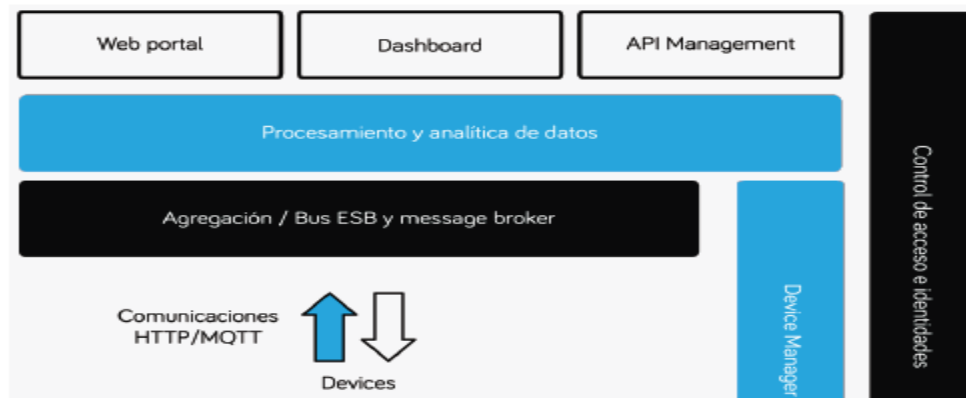 Web portal
Dashboard
API Management
Procesamiento y analítica de datos
Agregación / Bus ESB y message broker
Comunicaciones
HTTP/MQTT
Devices
Device Manager
Control de acceso e identidades